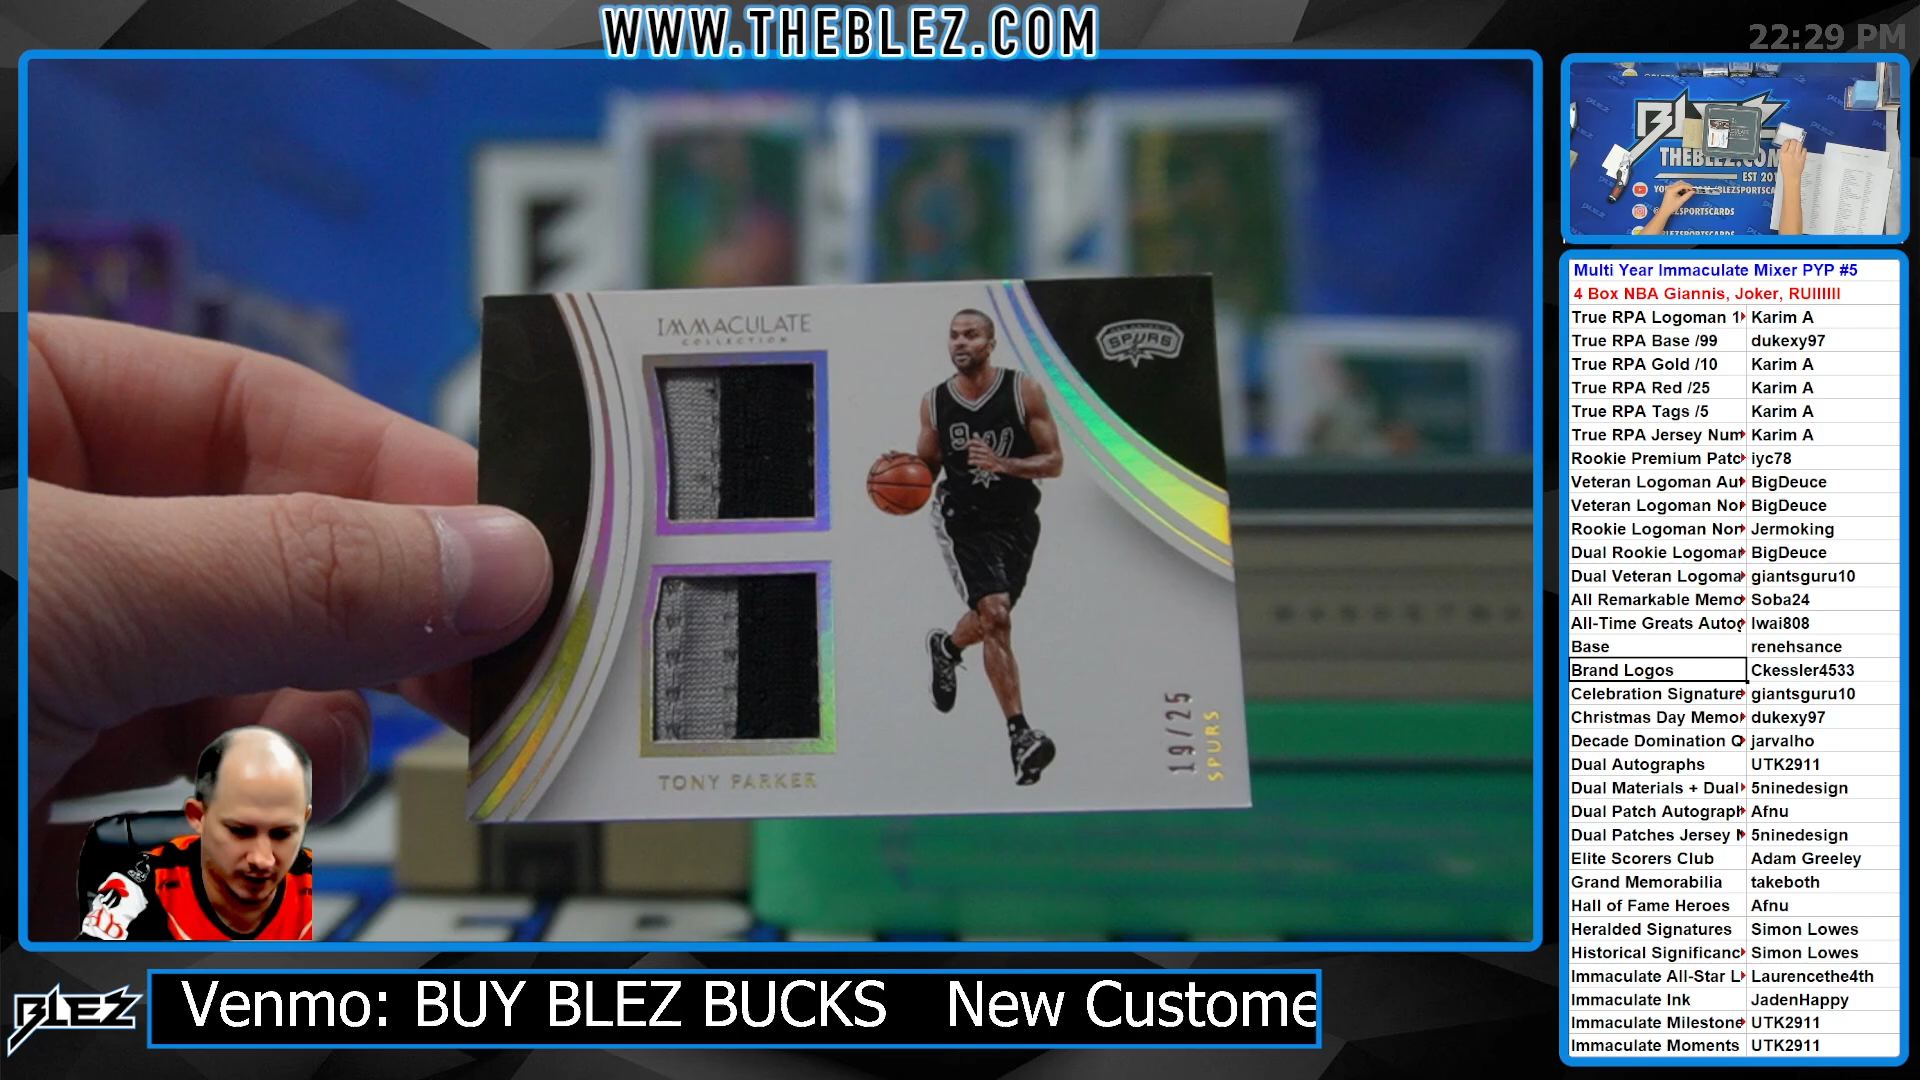 WWW.THEBLEZ.COM
22:29 PM
IMMACULATE
COLLECTION
SPURS
TONY PARKER
19/25
SPURS
BLEZ
THEBLEZ.COM
Multi Year Immaculate Mixer PYP #5
4 Box NBA Giannis, Joker, RUIIIIII
True RPA Logoman 1 Karim A
True RPA Base /99 dukexy97
True RPA Gold /10 Karim A
True RPA Red /25 Karim A
True RPA Tags /5 Karim A
True RPA Jersey Num Karim A
Rookie Premium Patc iyc78
Veteran Logoman Aut BigDeuce
Veteran Logoman No BigDeuce
Rookie Logoman Non Jermoking
Dual Rookie Logomar BigDeuce
Dual Veteran Logoma giantsguru10
All Remarkable Memo Soba24
All-Time Greats Autog lwai808
Base renehsance
Brand Logos Ckessler4533
Celebration Signature giantsguru10
Christmas Day Memo dukexy97
Decade Domination Q jarvalho
Dual Autographs UTK2911
Dual Materials + Dual 5ninedesign
Dual Patch Autograph Afnu
Dual Patches Jersey N 5ninedesign
Elite Scorers Club Adam Greeley
Grand Memorabilia takeboth
Hall of Fame Heroes Afnu
Heralded Signatures Simon Lowes
Historical Significanc Simon Lowes
Immaculate All-Star L Laurencethe4th
Immaculate Ink JadenHappy
Immaculate Milestone UTK2911
Immaculate Moments UTK2911
BLEZ
Venmo: BUY BLEZ BUCKS New Custome